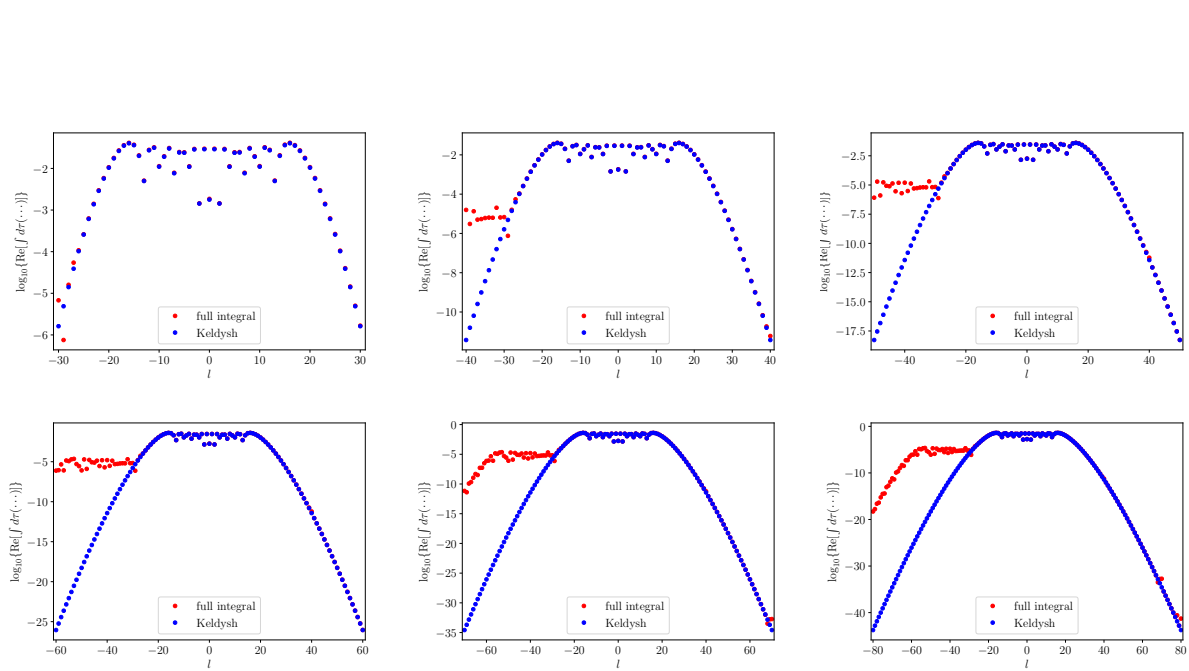 log₁₀{Re[∫ dτ(⋯)]}
−2
−3
−4
−5
−6
full integral
Keldysh
−30 −20 −10 0 10 20 30
l
log₁₀{Re[∫ dτ(⋯)]}
−2
−4
−6
−8
−10
full integral
Keldysh
−40 −30 −20 −10 0 10 20 30 40
l
log₁₀{Re[∫ dτ(⋯)]}
−2.5
−5.0
−7.5
−10.0
−12.5
−15.0
−17.5
full integral
Keldysh
−40 −20 0 20 40
l
log₁₀{Re[∫ dτ(⋯)]}
−5
−10
−15
−20
−25
full integral
Keldysh
−60 −40 −20 0 20 40 60
l
log₁₀{Re[∫ dτ(⋯)]}
0
−5
−10
−15
−20
−25
−30
−35
full integral
Keldysh
−60 −40 −20 0 20 40 60
l
log₁₀{Re[∫ dτ(⋯)]}
0
−10
−20
−30
−40
full integral
Keldysh
−80 −60 −40 −20 0 20 40 60 80
l